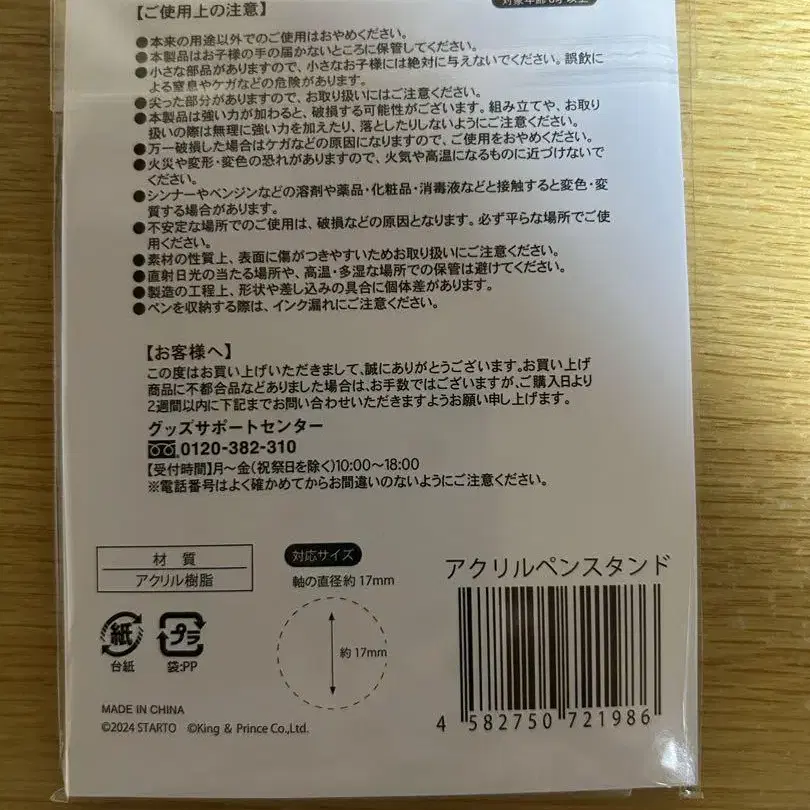 【ご使用上の注意】
●本来の用途以外でのご使用はおやめください。
●本製品はお子様の手の届かないところに保管してください。
●小さな部品がありますので、小さなお子様には絶対に与えないでください。誤飲に
よる窒息やケガなどの危険があります。
●尖った部分がありますので、お取り扱いにはご注意ください。
●本製品は強い力が加わると、破損する可能性がございます。組み立てや、お取り
扱いの際は無理に強い力を加えたり、落としたりしないようにご注意ください。
●万一破損した場合はケガなどの原因になりますので、ご使用をおやめください。
●火災や変形・変色の恐れがありますので、火気や高温になるものに近づけないで
ください。
●シンナーやベンジンなどの溶剤や薬品・化粧品・消毒液などと接触すると変色・変
質する場合があります。
●不安定な場所でのご使用は、破損などの原因となります。必ず平らな場所でご使
用ください。
●素材の性質上、表面に傷がつきやすいためお取り扱いにご注意ください。
●直射日光の当たる場所や、高温・多湿な場所での保管は避けてください。
●製造の工程上、形状や差し込みの具合に個体差があります。
●ペンを収納する際は、インク漏れにご注意ください。
【お客様へ】
この度はお買い上げいただきまして、誠にありがとうございます。お買い上げ
商品に不都合品などありました場合は、お手数ではございますが、ご購入日より
2週間以内に下記までお問い合わせいただきますようお願い申し上げます。
グッズサポートセンター
0120-382-310
【受付時間】月～金(祝祭日を除く)10:00～18:00
※電話番号はよく確かめてからお間違いのないようにご注意ください。
材 質
アクリル樹脂
対応サイズ
軸の直径約17mm
約17mm
アクリルペンスタンド
紙
台紙
プラ
袋:PP
MADE IN CHINA
©2024 STARTO ©King & Prince Co.,Ltd.
4 582750 721986